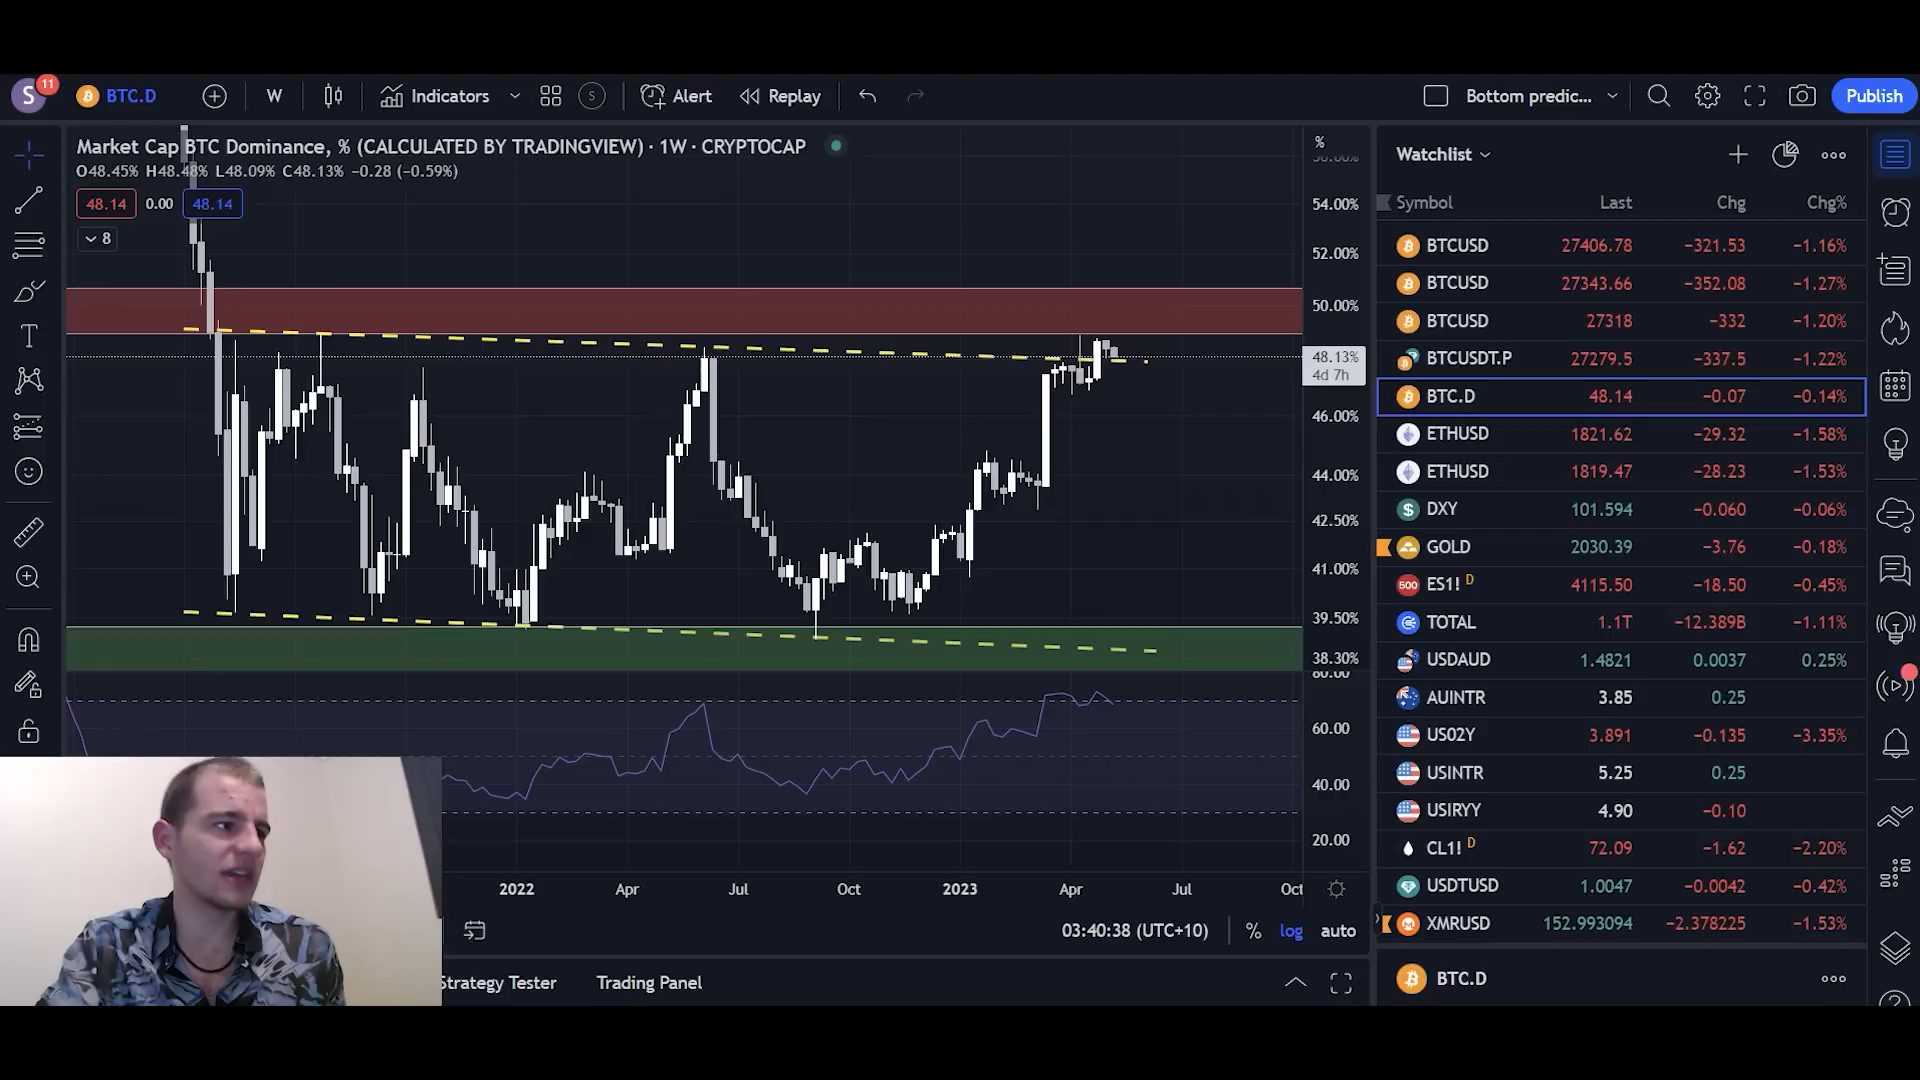 S 11 BTC.D W Indicators S Alert Replay Bottom predic... Publish
Market Cap BTC Dominance, % (CALCULATED BY TRADINGVIEW) · 1W · CRYPTOCAP
O48.45% H48.48% L48.09% C48.13% −0.28 (−0.59%)
48.14 0.00 48.14
8
%
54.00%
52.00%
50.00%
48.13%
4d 7h
46.00%
44.00%
42.50%
41.00%
39.50%
38.30%
80.00
60.00
40.00
20.00
2022 Apr Jul Oct 2023 Apr Jul Oct
03:40:38 (UTC+10) % log auto
Strategy Tester Trading Panel
Watchlist
Symbol Last Chg Chg%
BTCUSD 27406.78 −321.53 −1.16%
BTCUSD 27343.66 −352.08 −1.27%
BTCUSD 27318 −332 −1.20%
BTCUSDT.P 27279.5 −337.5 −1.22%
BTC.D 48.14 −0.07 −0.14%
ETHUSD 1821.62 −29.32 −1.58%
ETHUSD 1819.47 −28.23 −1.53%
DXY 101.594 −0.060 −0.06%
GOLD 2030.39 −3.76 −0.18%
500 ES1! D 4115.50 −18.50 −0.45%
TOTAL 1.1T −12.389B −1.11%
USDAUD 1.4821 0.0037 0.25%
AUINTR 3.85 0.25
US02Y 3.891 −0.135 −3.35%
USINTR 5.25 0.25
USIRYY 4.90 −0.10
CL1! D 72.09 −1.62 −2.20%
USDTUSD 1.0047 −0.0042 −0.42%
XMRUSD 152.993094 −2.378225 −1.53%
BTC.D